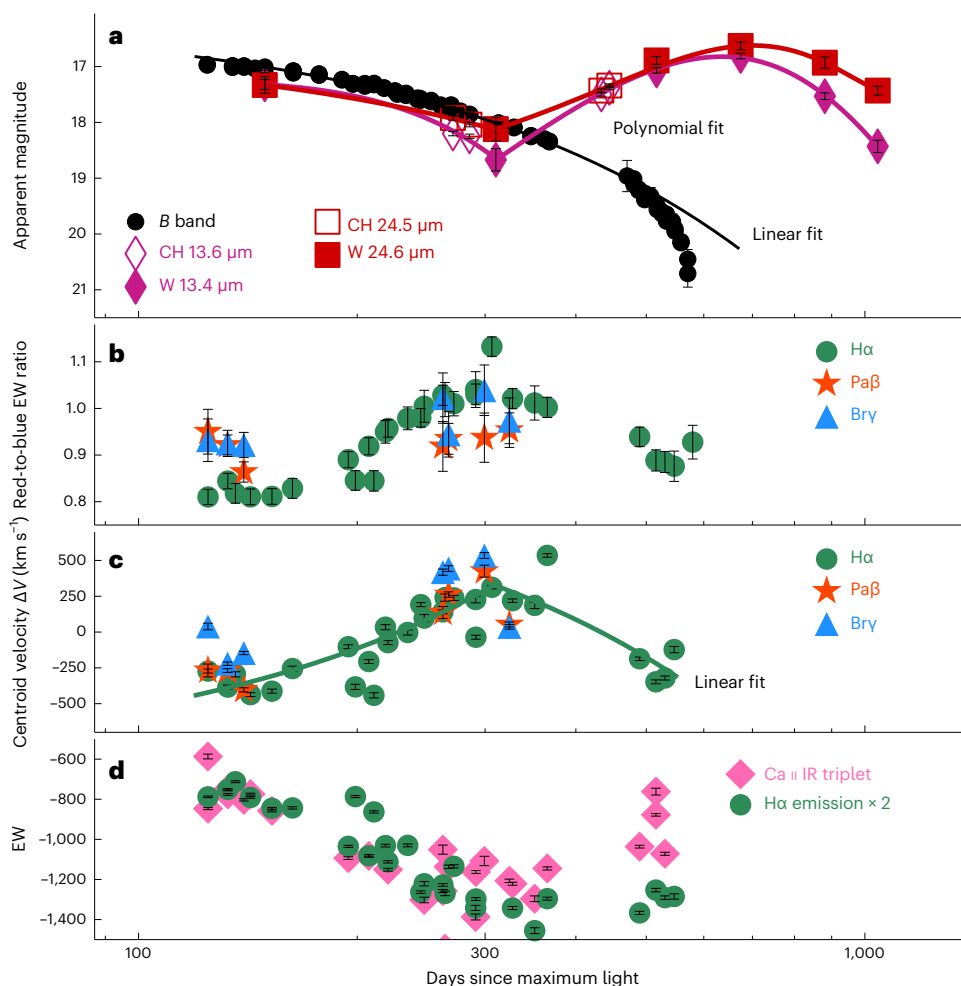 a
Apparent magnitude
17
18
19
20
21
B band
CH 13.6 µm
W 13.4 µm
CH 24.5 µm
W 24.6 µm
Polynomial fit
Linear fit
b
Red-to-blue EW ratio
1.1
1.0
0.9
0.8
Hα
Paβ
Brγ
c
Centroid velocity ΔV (km s⁻¹)
500
250
0
−250
−500
Hα
Paβ
Brγ
Linear fit
d
EW
−600
−800
−1,000
−1,200
−1,400
Ca II IR triplet
Hα emission × 2
100
300
1,000
Days since maximum light